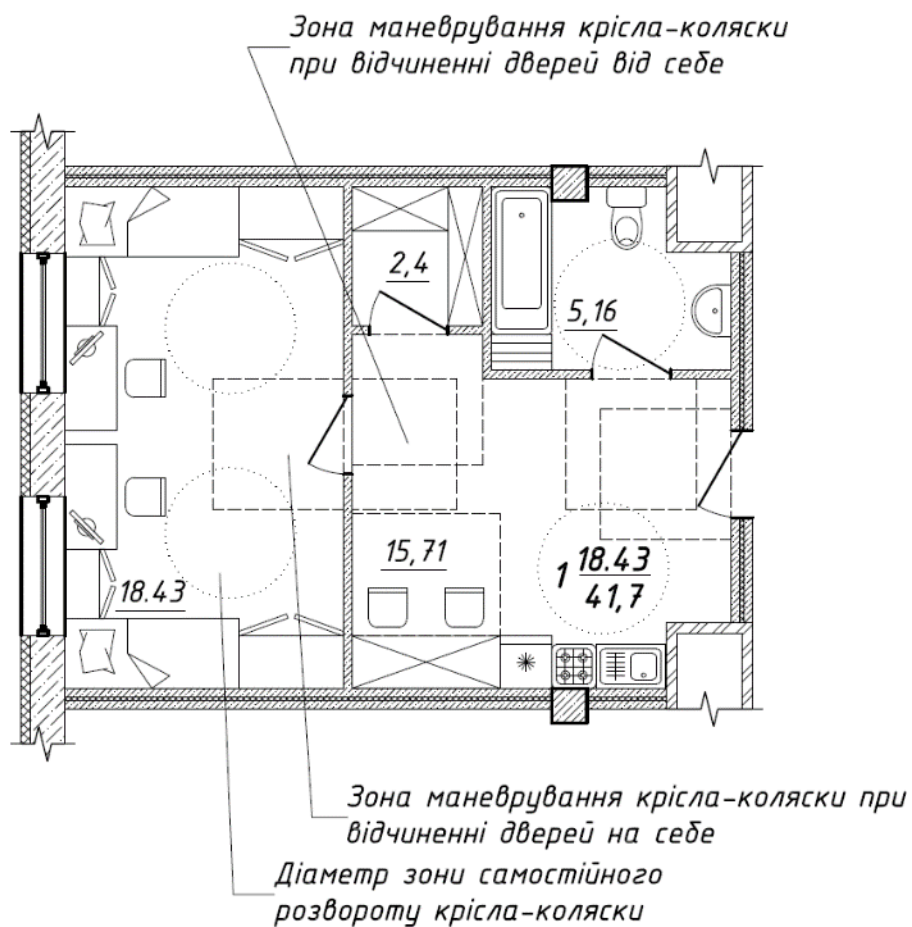 Зона маневрування крісла-коляски
при відчиненні дверей від себе
2,4
5,16
15,71
1 18.43
41,7
18.43
Зона маневрування крісла-коляски при
відчиненні дверей на себе
Діаметр зони самостійного
розвороту крісла-коляски